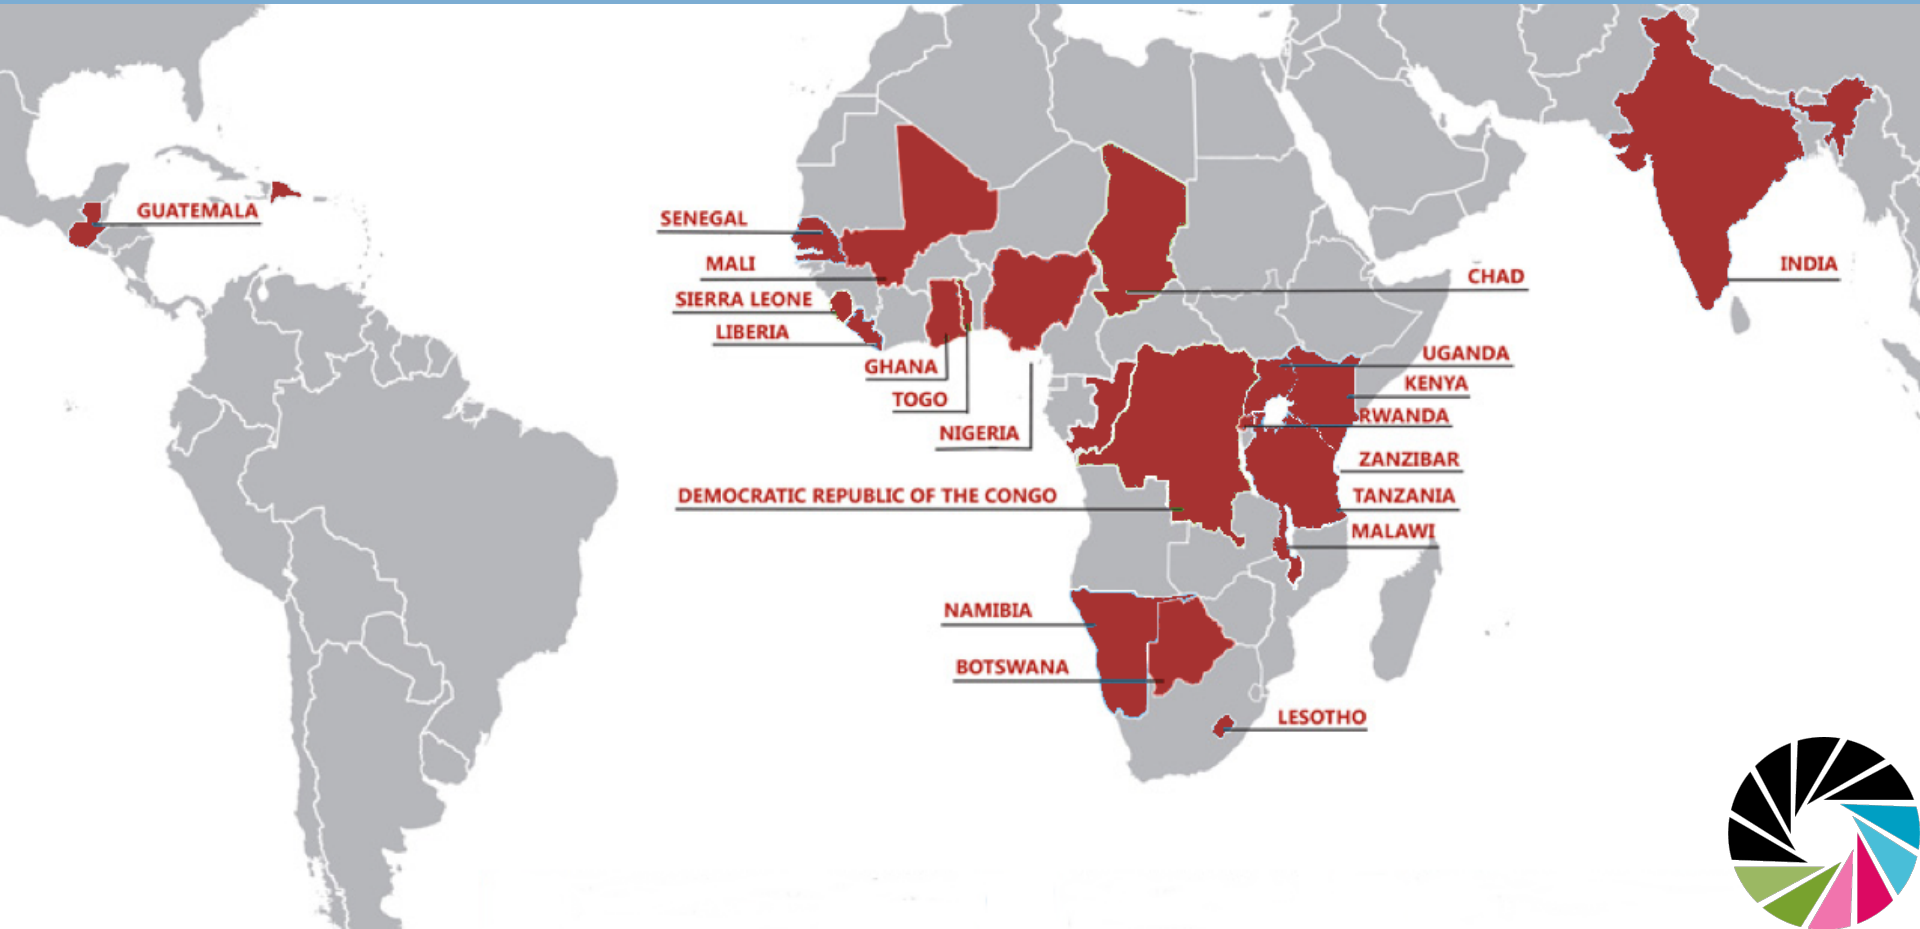 GUATEMALA
SENEGAL
MALI
SIERRA LEONE
LIBERIA
GHANA
TOGO
NIGERIA
DEMOCRATIC REPUBLIC OF THE CONGO
NAMIBIA
BOTSWANA
LESOTHO
CHAD
UGANDA
KENYA
RWANDA
ZANZIBAR
TANZANIA
MALAWI
INDIA